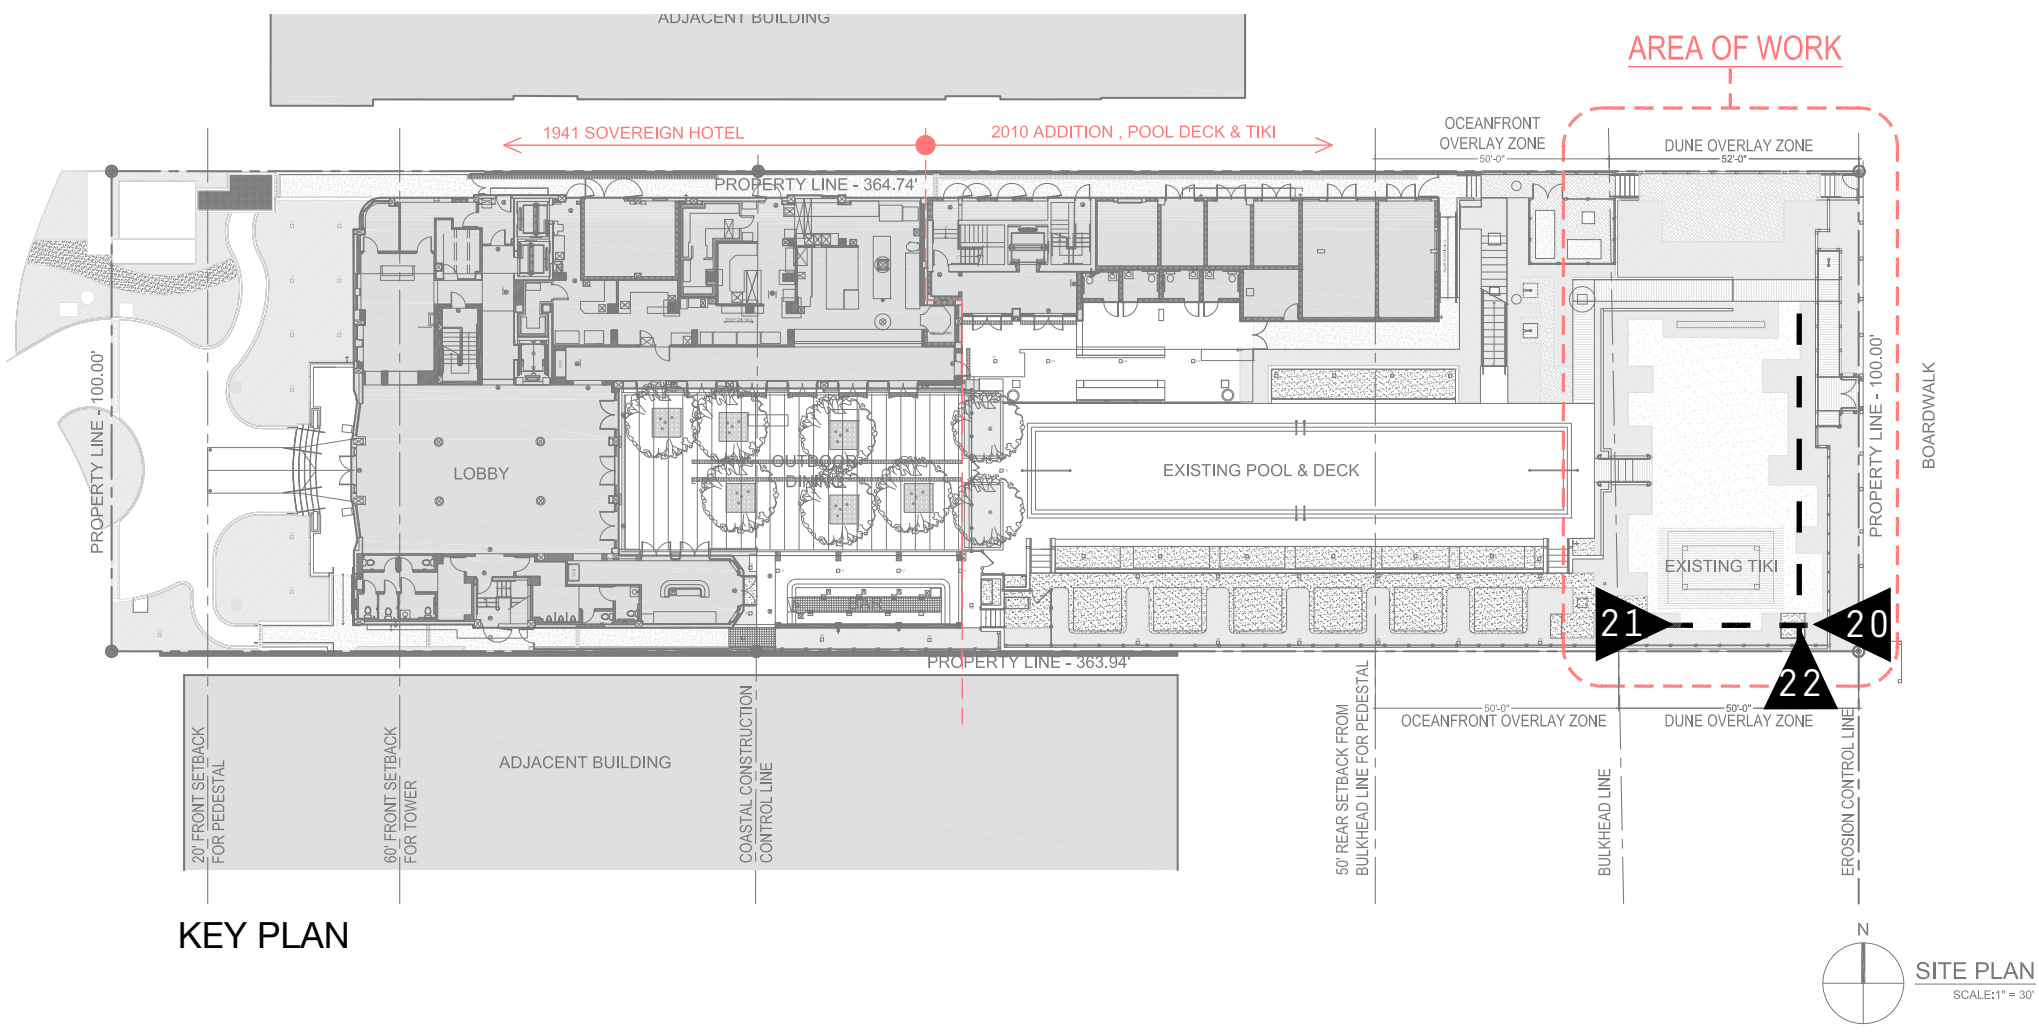 ADJACENT BUILDING
AREA OF WORK
1941 SOVEREIGN HOTEL
2010 ADDITION , POOL DECK & TIKI
OCEANFRONT
OVERLAY ZONE
50'-0"
DUNE OVERLAY ZONE
52'-0"
PROPERTY LINE - 364.74'
PROPERTY LINE - 100.00'
LOBBY
OUTDOOR
DINING
BAR
EXISTING POOL & DECK
EXISTING TIKI
PROPERTY LINE - 100.00'
BOARDWALK
21
20
22
PROPERTY LINE - 363.94'
50'-0"
OCEANFRONT OVERLAY ZONE
50'-0"
DUNE OVERLAY ZONE
ADJACENT BUILDING
20' FRONT SETBACK
FOR PEDESTAL
60' FRONT SETBACK
FOR TOWER
COASTAL CONSTRUCTION
CONTROL LINE
50' REAR SETBACK FROM
BULKHEAD LINE FOR PEDESTAL
BULKHEAD LINE
EROSION CONTROL LINE
KEY PLAN
N
SITE PLAN
SCALE:1" = 30'